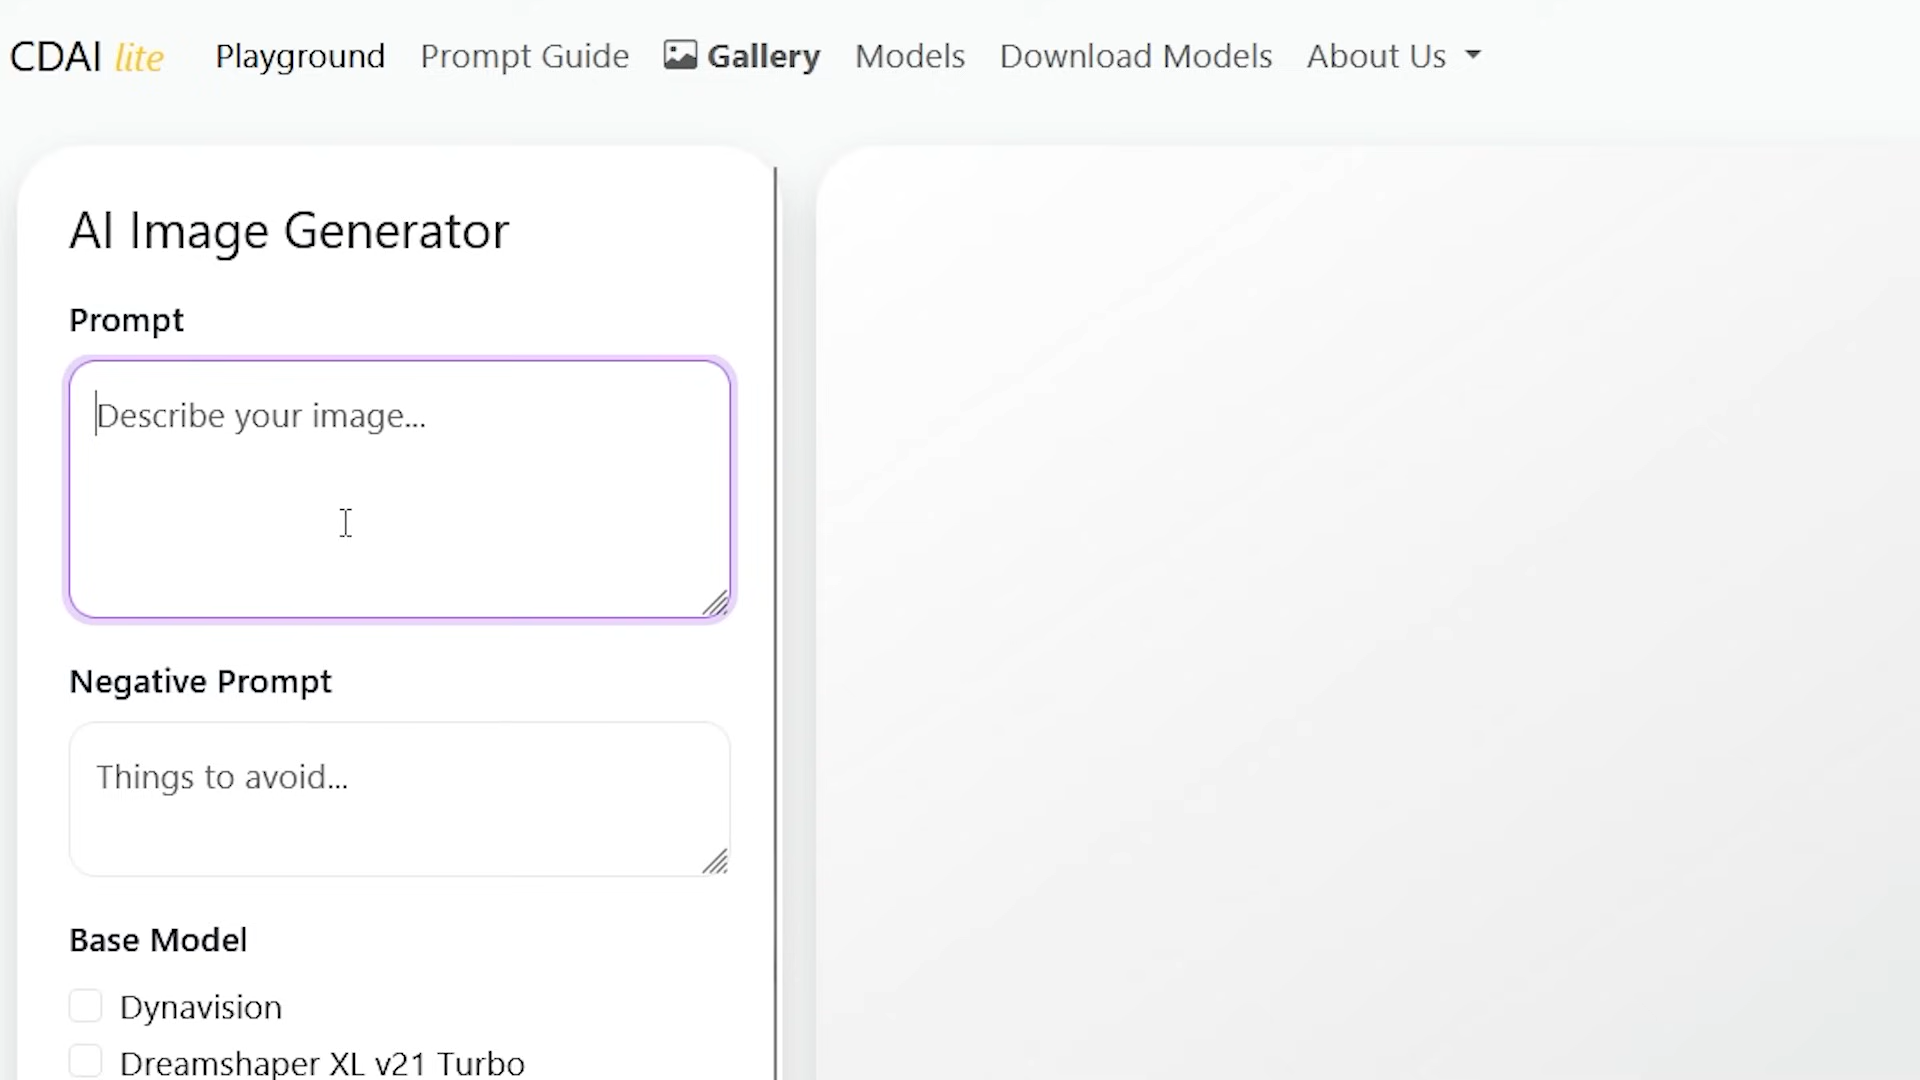 CDAI lite Playground Prompt Guide Gallery Models Download Models About Us
AI Image Generator
Prompt
Describe your image...
Negative Prompt
Things to avoid...
Base Model
Dynavision
Dreamshaper XL v21 Turbo